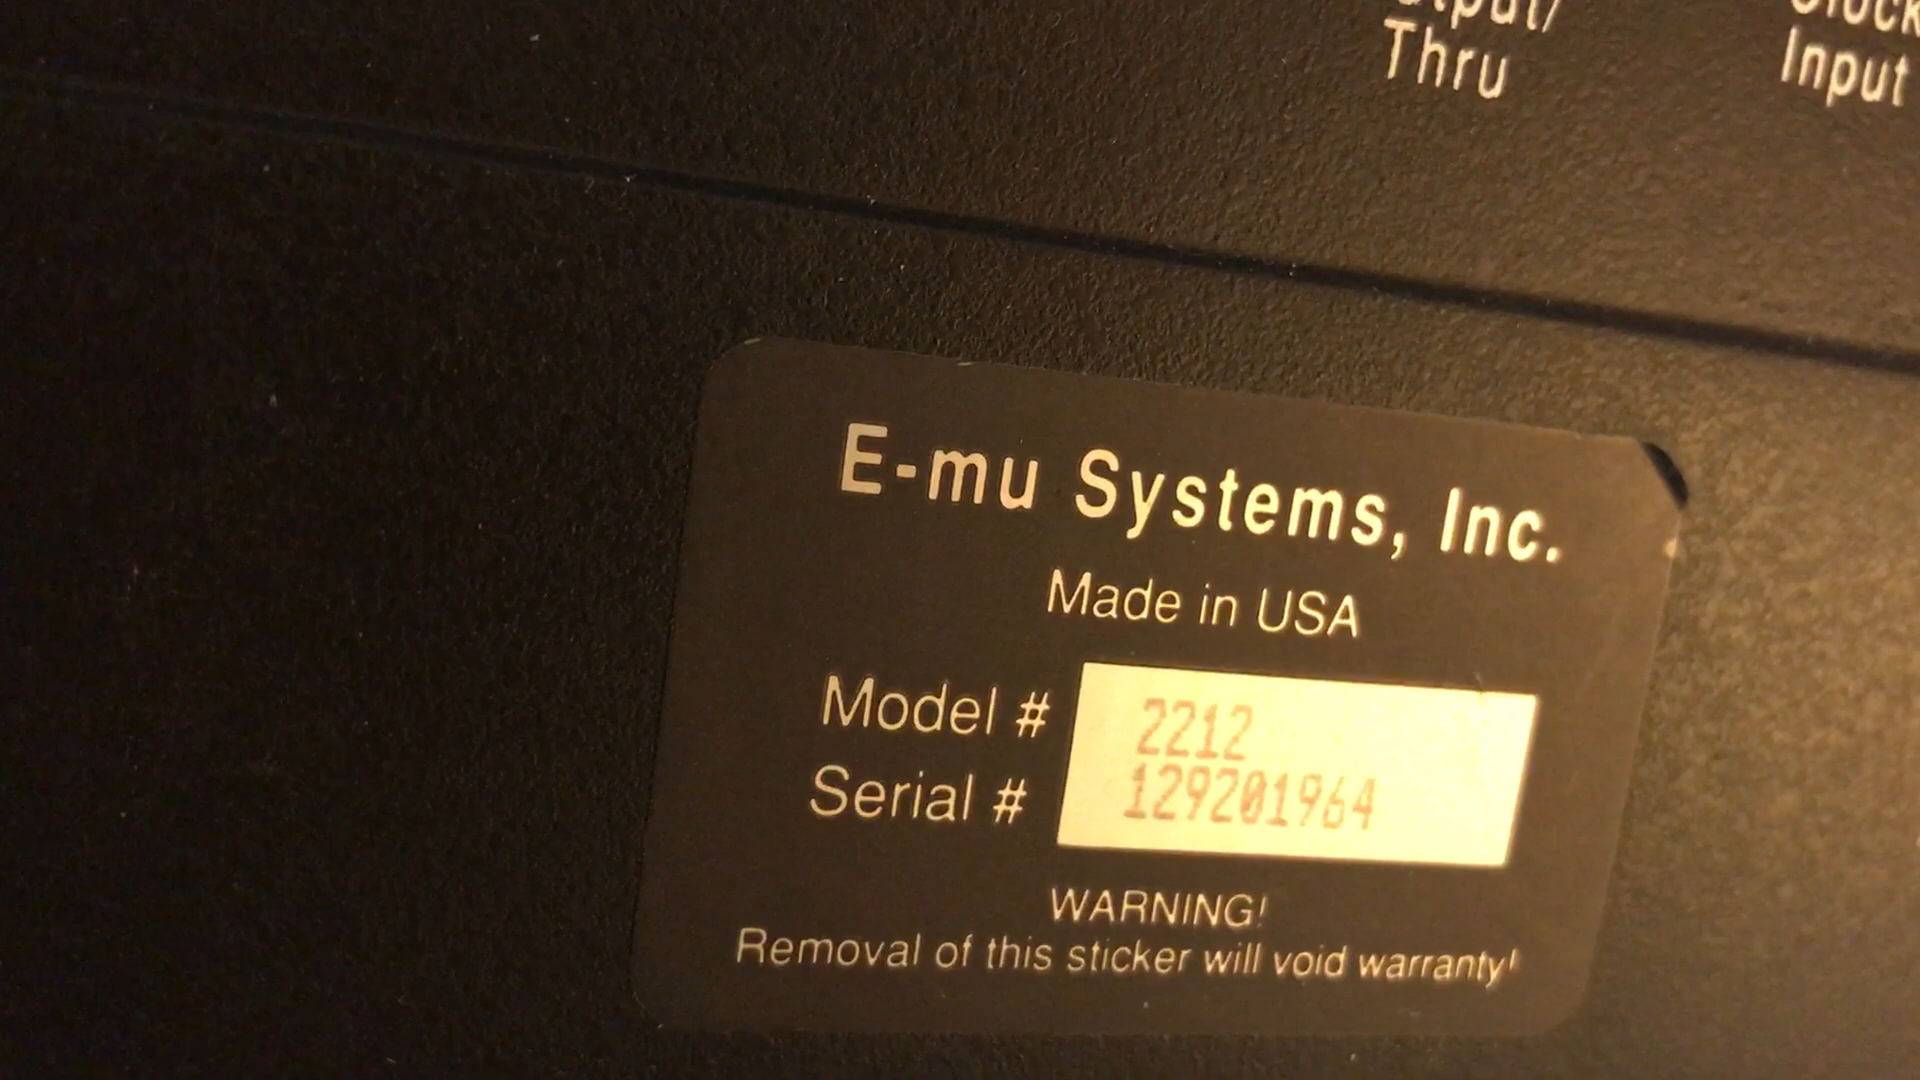 Thru
Input
E-mu Systems, Inc.
Made in USA
Model # 2212
Serial # 129201964
WARNING!
Removal of this sticker will void warranty!